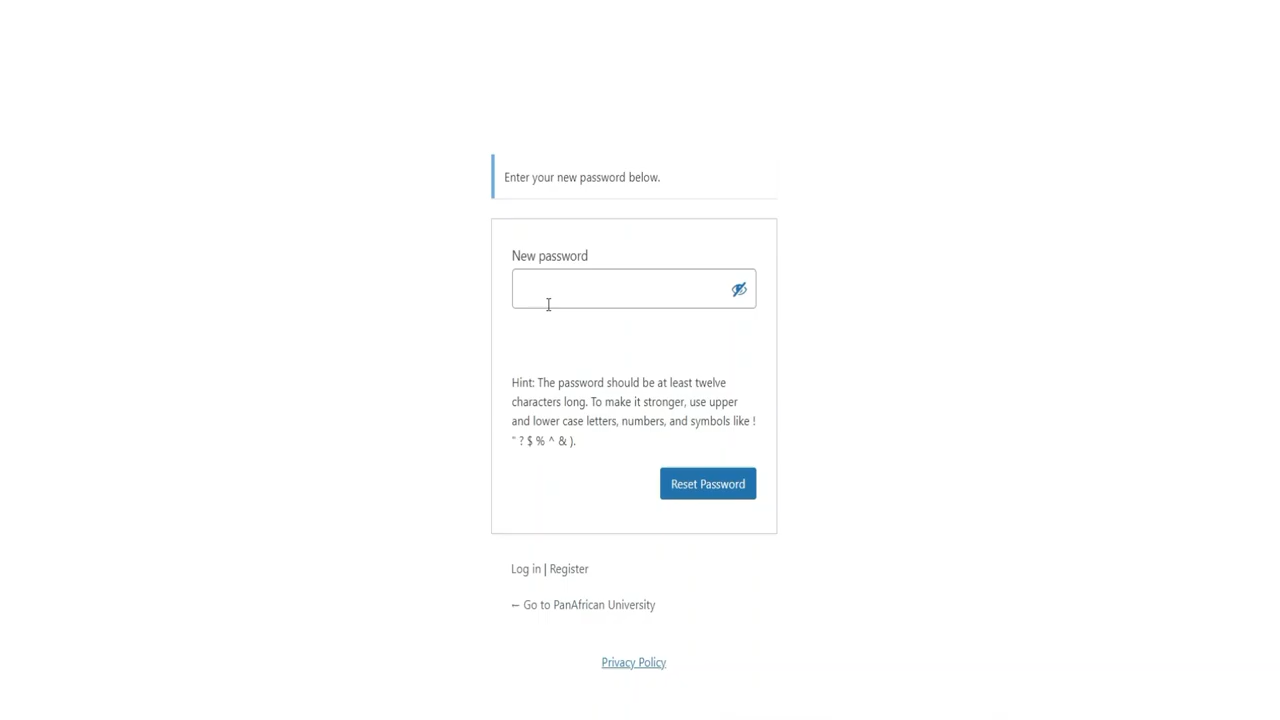 Enter your new password below.
New password
Hint: The password should be at least twelve
characters long. To make it stronger, use upper
and lower case letters, numbers, and symbols like !
" ? $ % ^ & ).
Reset Password
Log in | Register
← Go to PanAfrican University
Privacy Policy